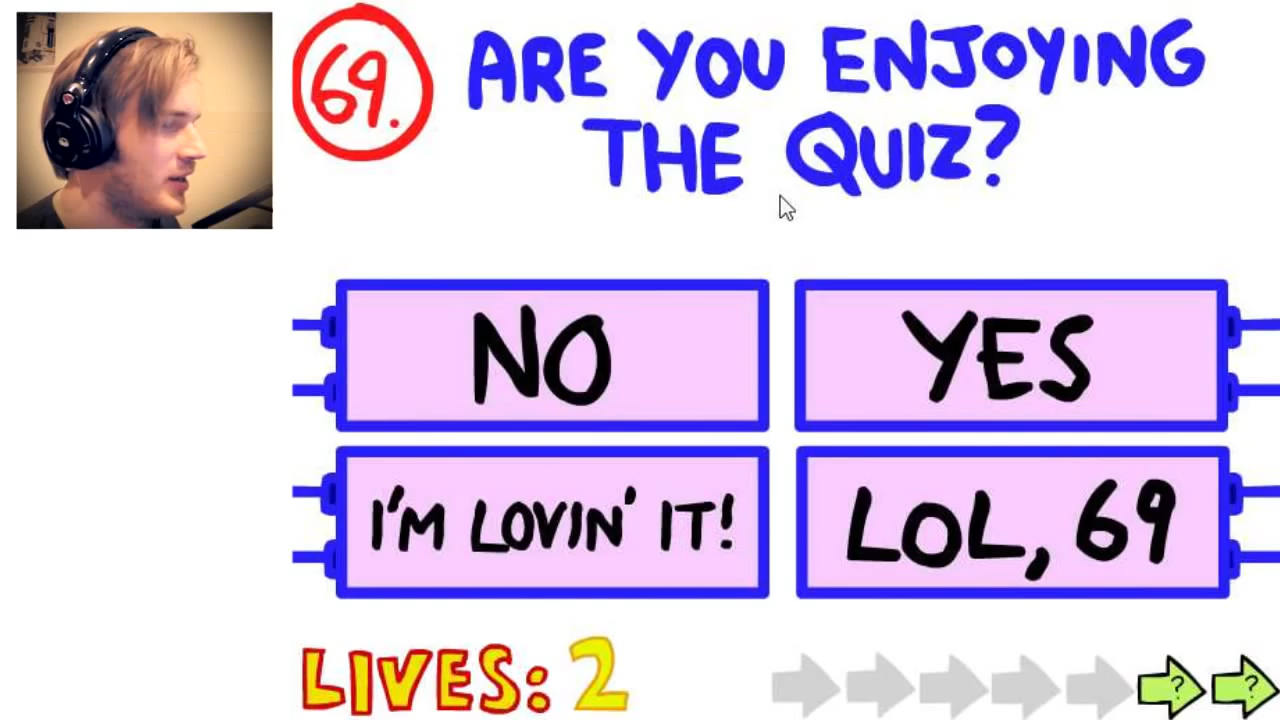 69.
ARE YOU ENJOYING
THE QUIZ?
NO
YES
I'M LOVIN' IT!
LOL, 69
LIVES: 2
?
?